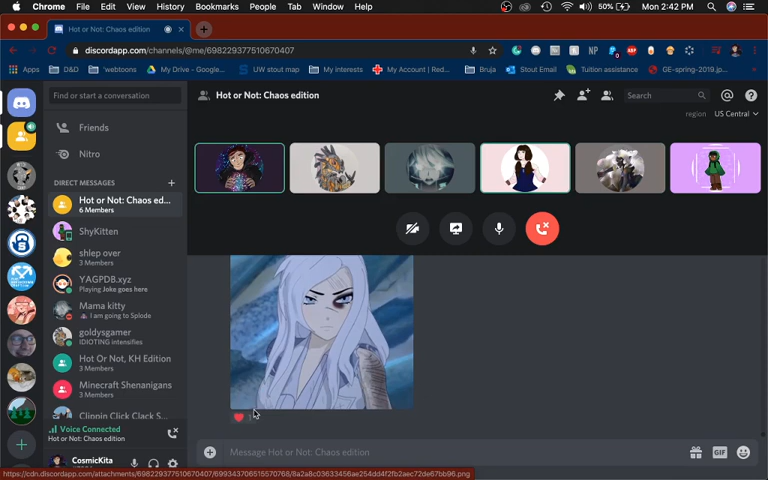 Chrome File Edit View History Bookmarks People Tab Window Help 50% Mon 2:42 PM
Hot or Not: Chaos edition
discordapp.com/channels/@me/698229377510670407
Apps D&D 'webtoons My Drive - Google... UW stout map My interests My Account | Red... Bruja Stout Email Tuition assistance GE-spring-2019.jp...
Find or start a conversation
Hot or Not: Chaos edition
Search
region US Central
Friends
Nitro
DIRECT MESSAGES
Hot or Not: Chaos ed...
6 Members
ShyKitten
shlep over
3 Members
YAGPDB.xyz
Playing Joke goes here
Mama kitty
I am going to Splode
goldysgamer
IDIOTING intensifies
Hot Or Not, KH Edition
3 Members
Minecraft Shenanigans
3 Members
Clippin Click Clack S...
Voice Connected
Hot or Not: Chaos edition
CosmicKita
Message Hot or Not: Chaos edition
GIF
https://cdn.discordapp.com/attachments/698229377510670407/699343706515570768/8a2a8c03633456ae254dd4f2fb2aec72de67bb96.png